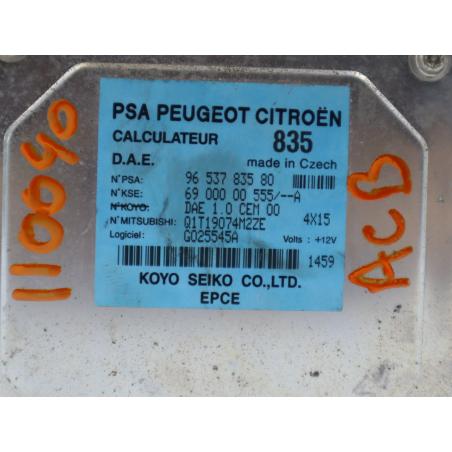 110040
PSA PEUGEOT CITROËN
CALCULATEUR 835
D.A.E. made in Czech
N°PSA: 96 537 835 80
N°KSE: 69 000 00 555/--A
N°KOYO: DAE 1.0 CEM 00
N°MITSUBISHI: Q1T19074M2ZE 4X15
Logiciel: G025545A Volts : +12V
1459
KOYO SEIKO CO.,LTD.
EPCE
ACB